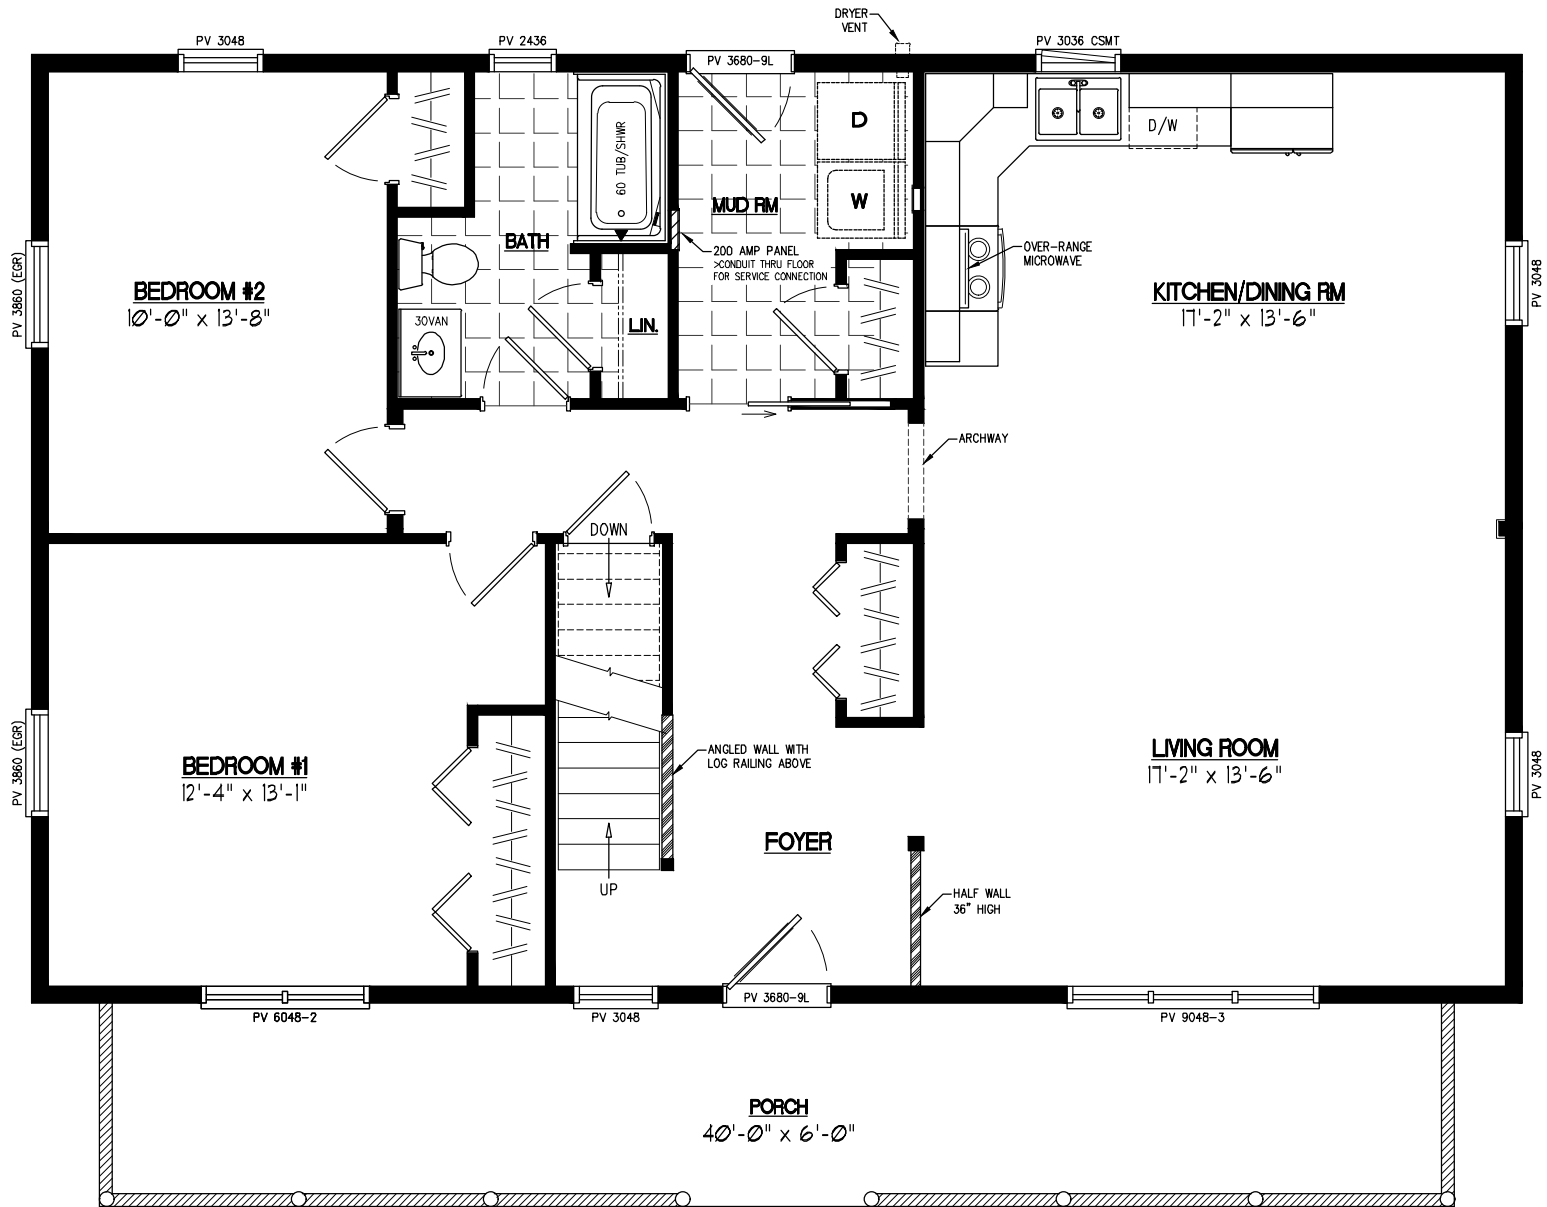 DRYER
VENT
PV 3048
PV 2436
PV 3680-9L
PV 3036 CSMT
D
D/W
60 TUB/SHWR
W
MUD RM
BATH
200 AMP PANEL
>CONDUIT THRU FLOOR
FOR SERVICE CONNECTION
OVER-RANGE
MICROWAVE
PV 3860 (EGR)
BEDROOM #2
10'-0" x 13'-8"
KITCHEN/DINING RM
17'-2" x 13'-6"
PV 3048
30VAN
LIN.
ARCHWAY
DOWN
PV 3860 (EGR)
BEDROOM #1
12'-4" x 13'-1"
ANGLED WALL WITH
LOG RAILING ABOVE
LIVING ROOM
17'-2" x 13'-6"
PV 3048
FOYER
UP
HALF WALL
36" HIGH
PV 6048-2
PV 3048
PV 3680-9L
PV 9048-3
PORCH
40'-0" x 6'-0"